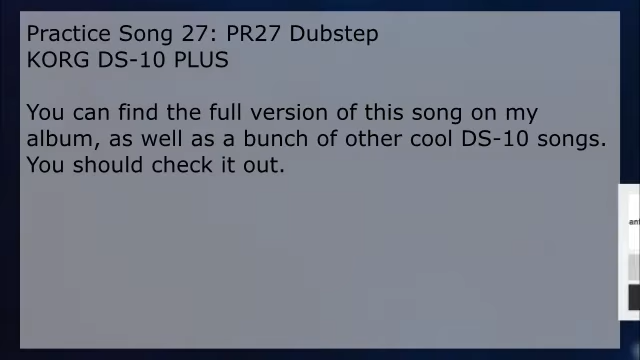 Practice Song 27: PR27 Dubstep
KORG DS-10 PLUS
You can find the full version of this song on my
album, as well as a bunch of other cool DS-10 songs.
You should check it out.